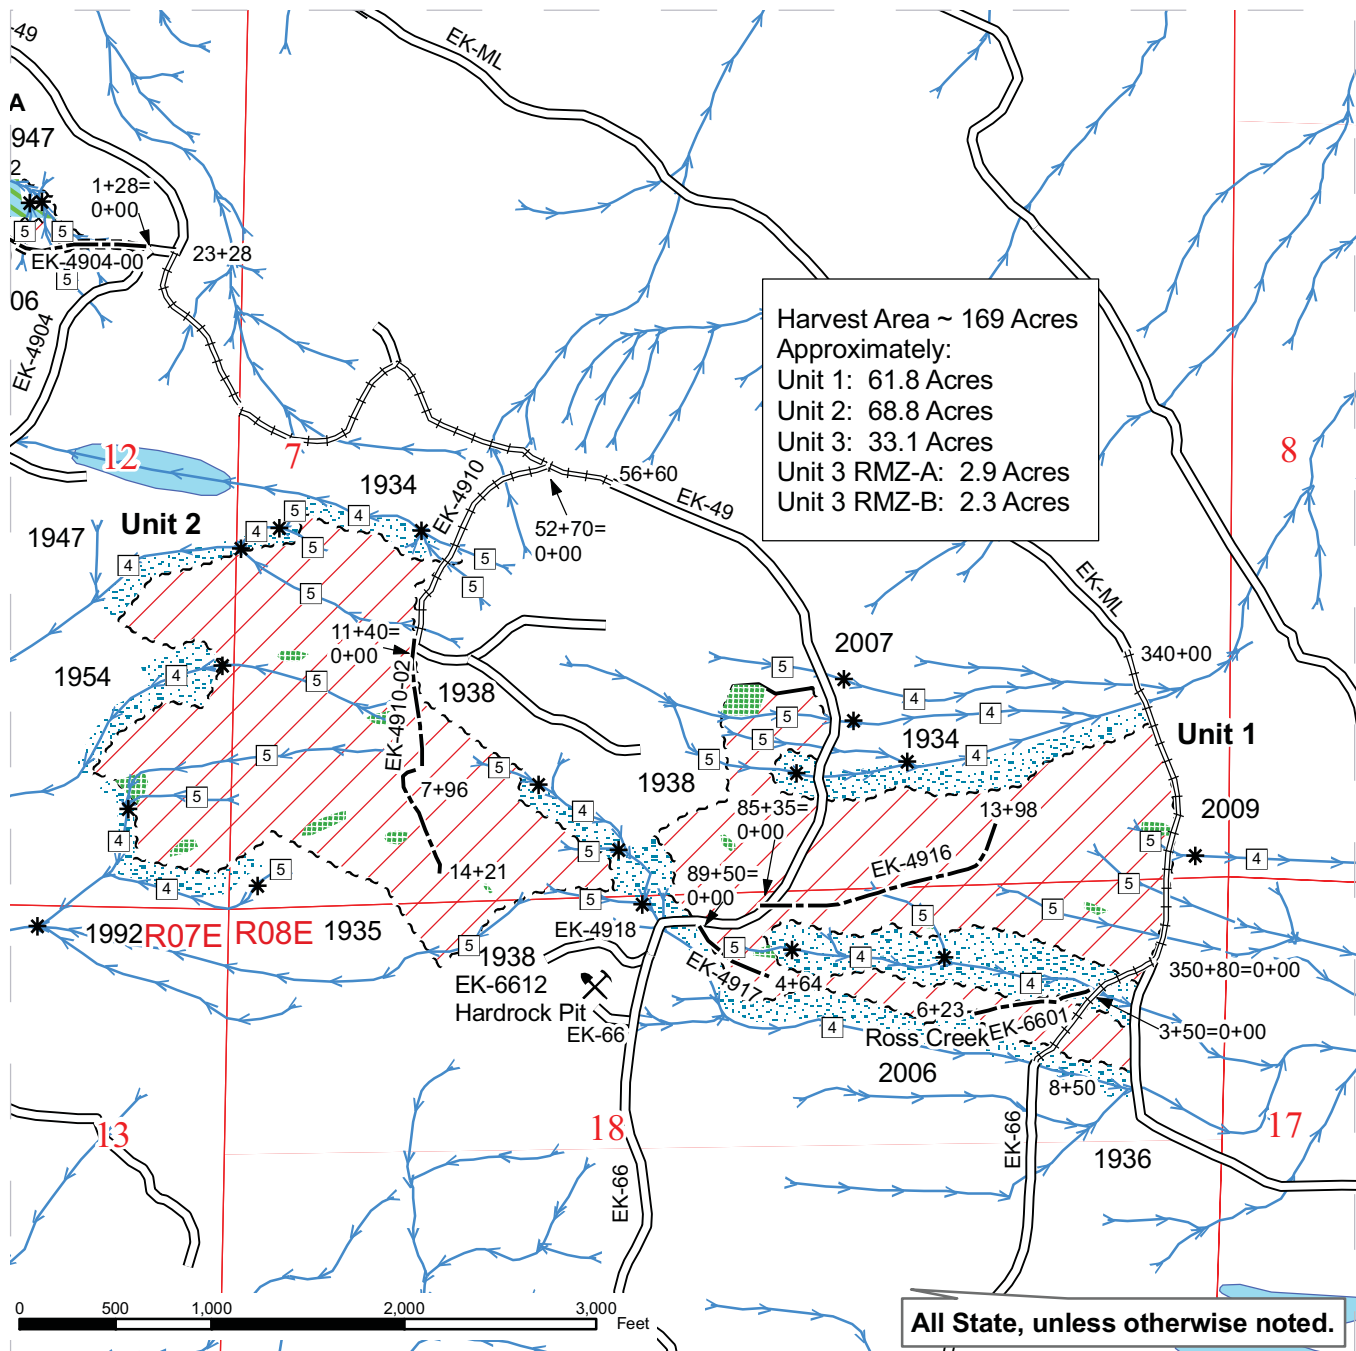 -49
EK-ML
A
947
2
1+28=
0+00
5
5
23+28
EK-4904-00
5
06
EK-4904
Harvest Area ~ 169 Acres
Approximately:
Unit 1: 61.8 Acres
Unit 2: 68.8 Acres
Unit 3: 33.1 Acres
Unit 3 RMZ-A: 2.9 Acres
Unit 3 RMZ-B: 2.3 Acres
12
7
8
1934
EK-4910
56+60
EK-49
52+70=
0+00
Unit 2
1947
4
5
4
5
4
5
5
5
EK-ML
11+40=
0+00
2007
340+00
1954
4
5
EK-4910-02
1938
5
4
5
4
Unit 1
5
1934
4
5
5
1938
5
5
7+96
4
85+35=
0+00
13+98
2009
4
5
5
4
EK-4916
14+21
5
4
89+50=
0+00
5
5
5
1992
R07E
R08E
1935
5
1938
EK-4918
5
4
EK-4917
4+64
350+80=0+00
EK-6612
Hardrock Pit
4
6+23
EK-6601
3+50=0+00
EK-66
4
Ross Creek
2006
8+50
13
18
17
EK-66
1936
EK-66
0
500
1,000
2,000
3,000
Feet
All State, unless otherwise noted.